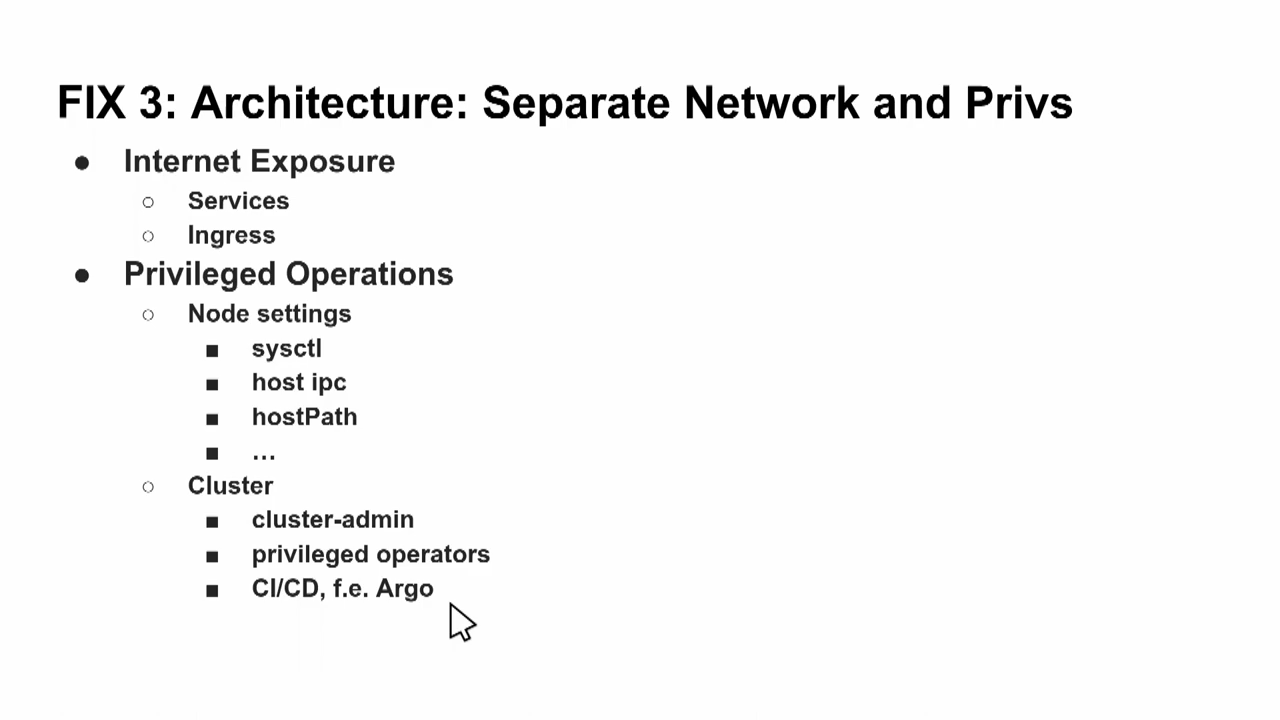 FIX 3: Architecture: Separate Network and Privs
● Internet Exposure
○ Services
○ Ingress
● Privileged Operations
○ Node settings
■ sysctl
■ host ipc
■ hostPath
■ …
○ Cluster
■ cluster-admin
■ privileged operators
■ CI/CD, f.e. Argo